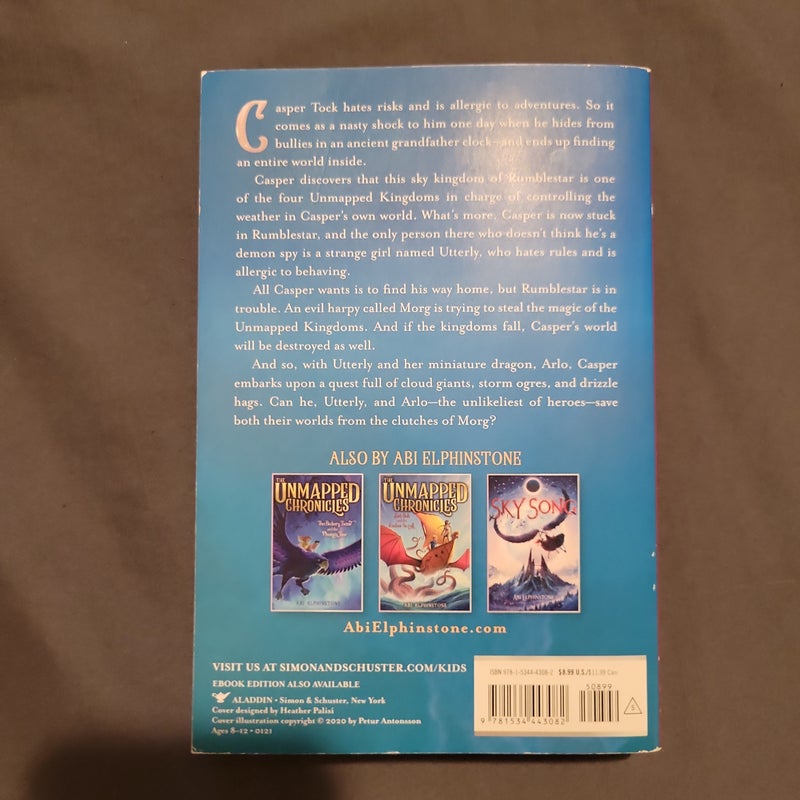 Casper Tock hates risks and is allergic to adventures. So it
comes as a nasty shock to him one day when he hides from
bullies in an ancient grandfather clock—and ends up finding
an entire world inside.
Casper discovers that this sky kingdom of Rumblestar is one
of the four Unmapped Kingdoms in charge of controlling the
weather in Casper's own world. What's more, Casper is now stuck
in Rumblestar, and the only person there who doesn't think he's a
demon spy is a strange girl named Utterly, who hates rules and is
allergic to behaving.
All Casper wants is to find his way home, but Rumblestar is in
trouble. An evil harpy called Morg is trying to steal the magic of the
Unmapped Kingdoms. And if the kingdoms fall, Casper's world
will be destroyed as well.
And so, with Utterly and her miniature dragon, Arlo, Casper
embarks upon a quest full of cloud giants, storm ogres, and drizzle
hags. Can he, Utterly, and Arlo—the unlikeliest of heroes—save
both their worlds from the clutches of Morg?
ALSO BY ABI ELPHINSTONE
THE
UNMAPPED
CHRONICLES
ABI ELPHINSTONE
THE
UNMAPPED
CHRONICLES
ABI ELPHINSTONE
SKY SONG
ABI ELPHINSTONE
AbiElphinstone.com
VISIT US AT SIMONANDSCHUSTER.COM/KIDS
EBOOK EDITION ALSO AVAILABLE
ALADDIN • Simon & Schuster, New York
Cover designed by Heather Palisi
Cover illustration copyright © 2020 by Petur Antonsson
Ages 8–12 • 0121
ISBN 978-1-5344-4308-2 $8.99 U.S./$11.99 Can.
50899
9 781534 443082
S